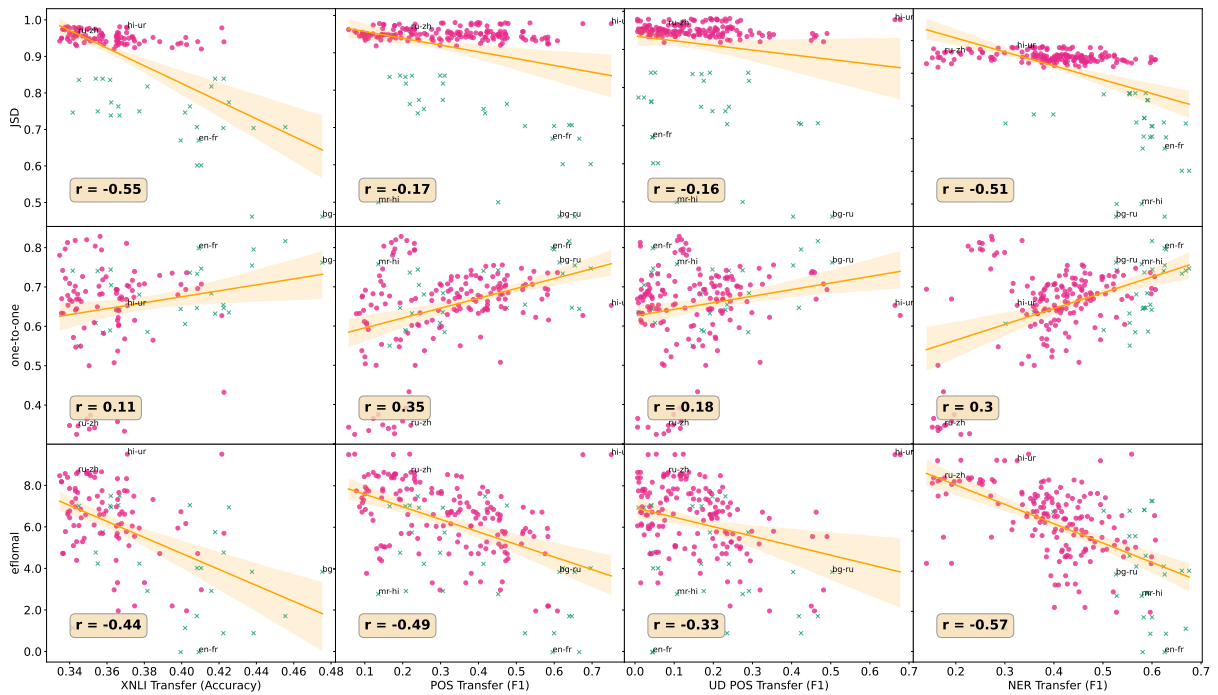 1.0
0.9
0.8
0.7
0.6
0.5
JSD
ru-zh
hi-ur
en-fr
bg-
r = -0.55
ru-zh
hi-u
en-fr
mr-hi
bg-ru
r = -0.17
ru-zh
hi-ur
en-fr
mr-hi
bg-ru
r = -0.16
ru-zh
hi-ur
en-fr
mr-hi
bg-ru
r = -0.51
0.8
0.7
0.6
0.5
0.4
one-to-one
en-fr
bg-
hi-ur
ru-zh
r = 0.11
en-fr
mr-hi
bg-ru
hi-u
ru-zh
r = 0.35
en-fr
mr-hi
bg-ru
hi-ur
ru-zh
r = 0.18
en-fr
bg-ru
mr-hi
hi-ur
ru-zh
r = 0.3
8.0
6.0
4.0
2.0
0.0
eflomal
hi-ur
ru-zh
bg-
en-fr
r = -0.44
hi-u
ru-zh
bg-ru
mr-hi
en-fr
r = -0.49
hi-ur
ru-zh
bg-ru
mr-hi
en-fr
r = -0.33
hi-ur
ru-zh
bg-ru
mr-hi
en-fr
r = -0.57
0.34 0.36 0.38 0.40 0.42 0.44 0.46 0.48
XNLI Transfer (Accuracy)
0.1 0.2 0.3 0.4 0.5 0.6 0.7
POS Transfer (F1)
0.0 0.1 0.2 0.3 0.4 0.5 0.6 0.7
UD POS Transfer (F1)
0.2 0.3 0.4 0.5 0.6 0.7
NER Transfer (F1)